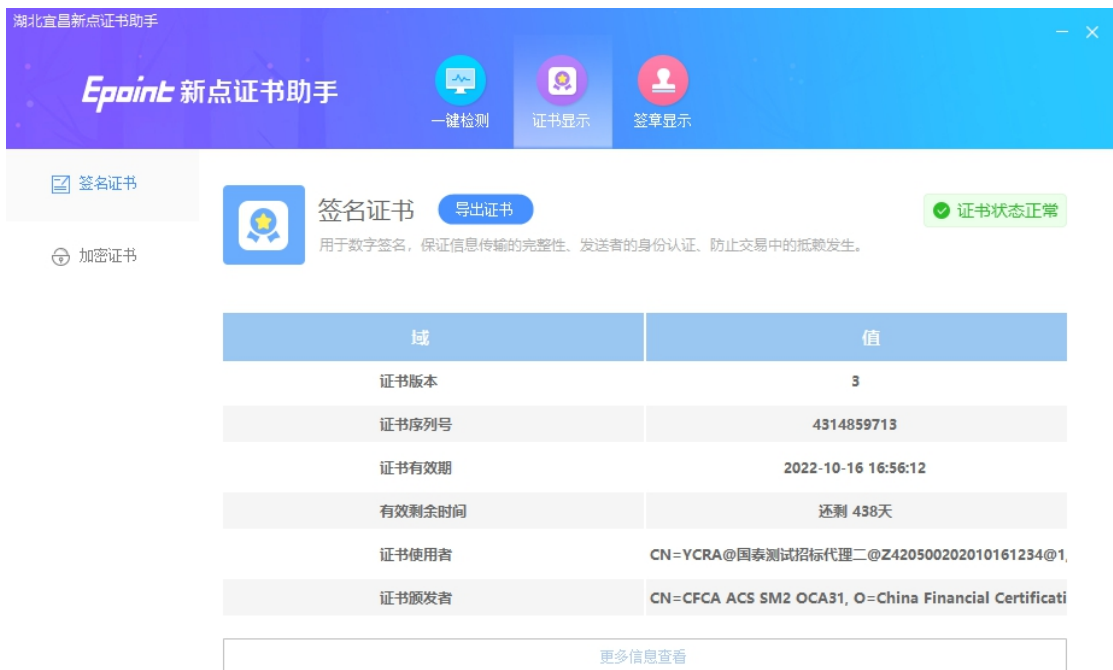 湖北宜昌新点证书助手
Epoint 新点证书助手
一键检测
证书显示
签章显示
签名证书
加密证书
签名证书 导出证书
证书状态正常
用于数字签名，保证信息传输的完整性、发送者的身份认证、防止交易中的抵赖发生。
域 值
证书版本 3
证书序列号 4314859713
证书有效期 2022-10-16 16:56:12
有效剩余时间 还剩 438天
证书使用者 CN=YCRA@国泰测试招标代理二@Z420500202010161234@1,
证书颁发者 CN=CFCA ACS SM2 OCA31, O=China Financial Certificati
更多信息查看